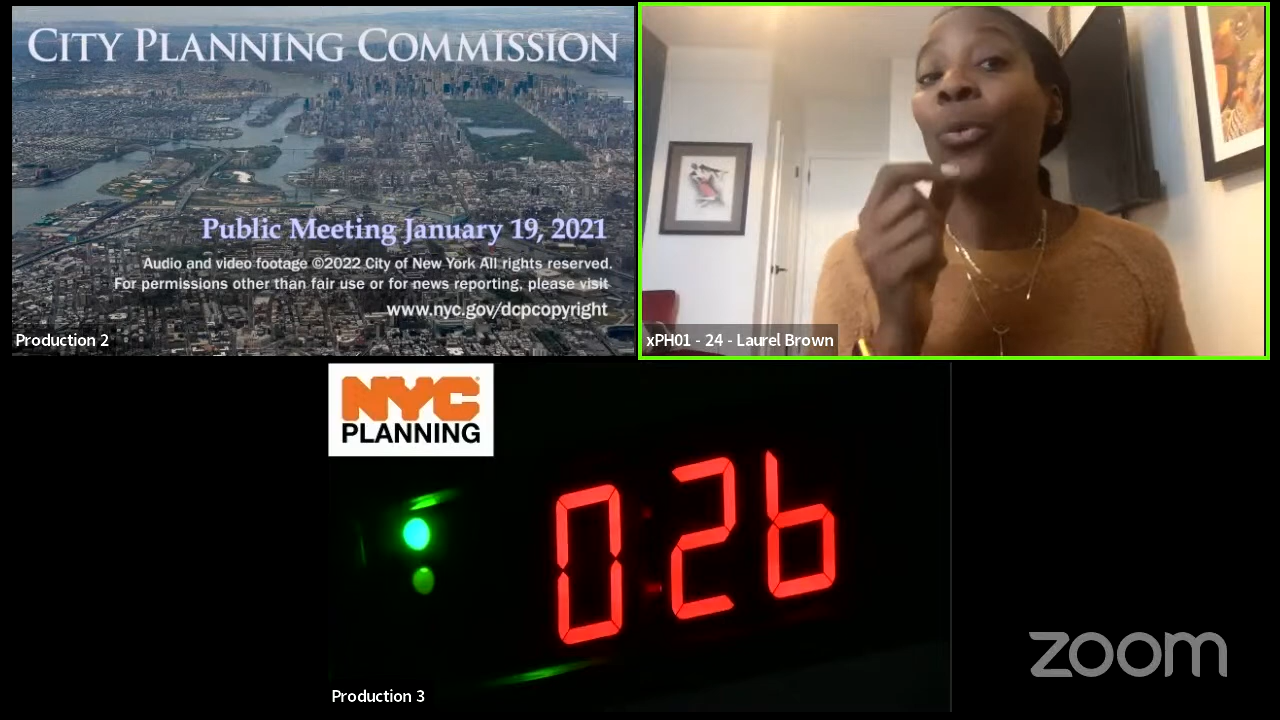 CITY PLANNING COMMISSION
Public Meeting January 19, 2021
Audio and video footage ©2022 City of New York All rights reserved.
For permissions other than fair use or for news reporting, please visit
www.nyc.gov/dcpcopyright
Production 2
xPH01 - 24 - Laurel Brown
NYC
PLANNING
0:26
Production 3
zoom